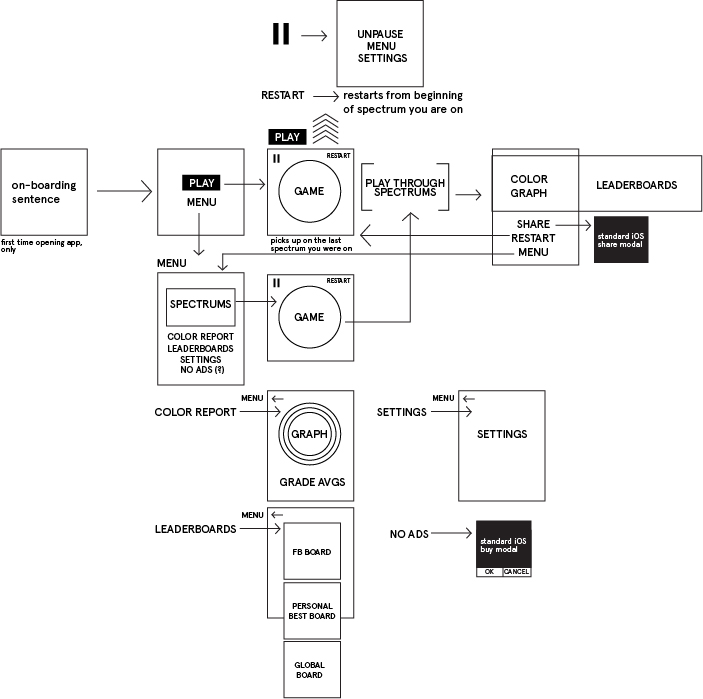 UNPAUSE
MENU
SETTINGS
RESTART
restarts from beginning
of spectrum you are on
PLAY
on-boarding
sentence
first time opening app,
only
PLAY
MENU
RESTART
GAME
picks up on the last
spectrum you were on
PLAY THROUGH
SPECTRUMS
COLOR
GRAPH
LEADERBOARDS
SHARE
RESTART
MENU
standard iOS
share modal
MENU
SPECTRUMS
COLOR REPORT
LEADERBOARDS
SETTINGS
NO ADS (?)
RESTART
GAME
COLOR REPORT
MENU
GRAPH
GRADE AVGS
SETTINGS
MENU
SETTINGS
LEADERBOARDS
MENU
FB BOARD
PERSONAL
BEST BOARD
GLOBAL
BOARD
NO ADS
standard iOS
buy modal
OK
CANCEL